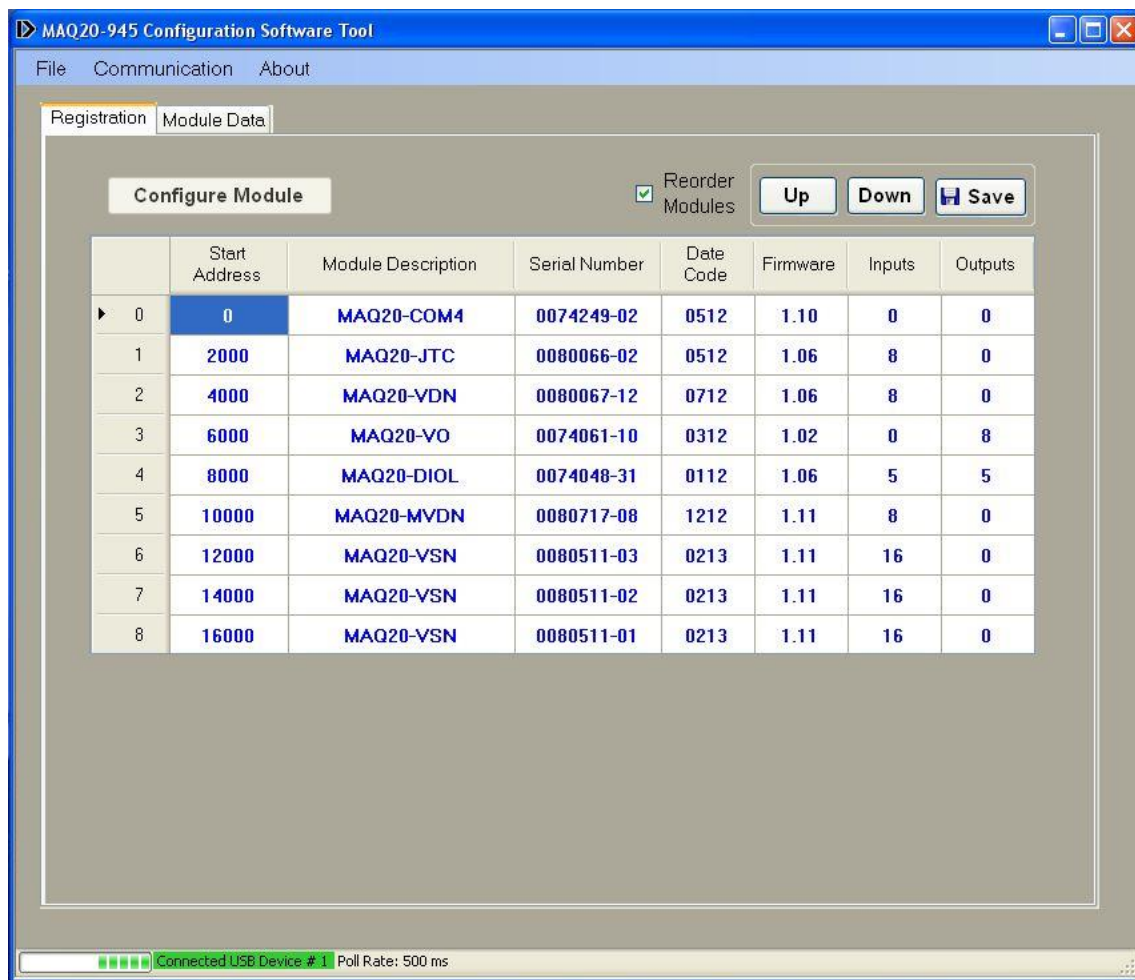 MAQ20-945 Configuration Software Tool
File Communication About
Registration Module Data
Configure Module Reorder Modules Up Down Save
Start Address Module Description Serial Number Date Code Firmware Inputs Outputs
0 0 MAQ20-COM4 0074249-02 0512 1.10 0 0
1 2000 MAQ20-JTC 0080066-02 0512 1.06 8 0
2 4000 MAQ20-VDN 0080067-12 0712 1.06 8 0
3 6000 MAQ20-VO 0074061-10 0312 1.02 0 8
4 8000 MAQ20-DIOL 0074048-31 0112 1.06 5 5
5 10000 MAQ20-MVDN 0080717-08 1212 1.11 8 0
6 12000 MAQ20-VSN 0080511-03 0213 1.11 16 0
7 14000 MAQ20-VSN 0080511-02 0213 1.11 16 0
8 16000 MAQ20-VSN 0080511-01 0213 1.11 16 0
Connected USB Device # 1 Poll Rate: 500 ms